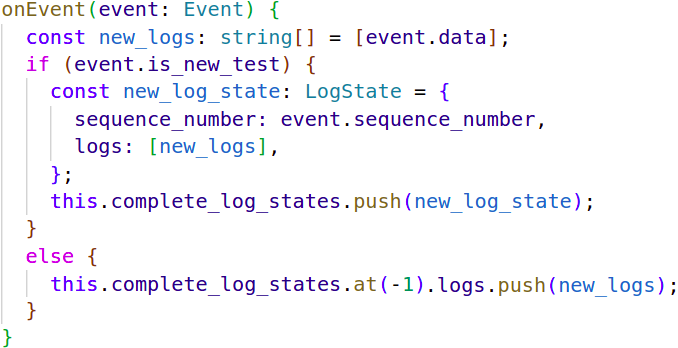 onEvent(event: Event) {
  const new_logs: string[] = [event.data];
  if (event.is_new_test) {
    const new_log_state: LogState = {
      sequence_number: event.sequence_number,
      logs: [new_logs],
    };
    this.complete_log_states.push(new_log_state);
  }
  else {
    this.complete_log_states.at(-1).logs.push(new_logs);
  }
}